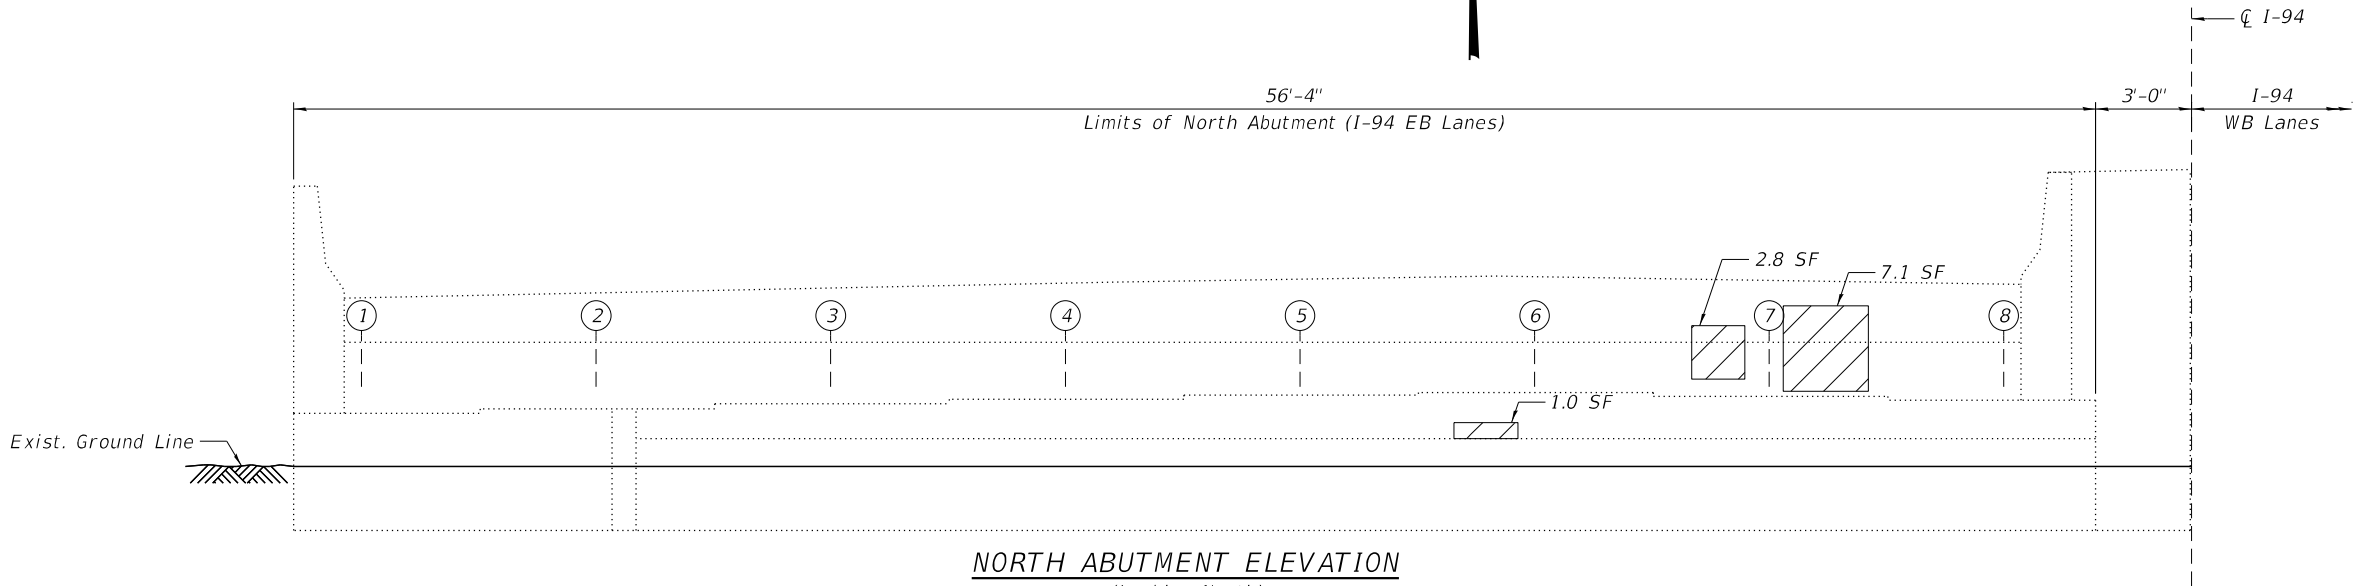 ℄ I-94
56'-4"
3'-0"
I-94
Limits of North Abutment (I-94 EB Lanes)
WB Lanes
2.8 SF
7.1 SF
1
2
3
4
5
6
7
8
1.0 SF
Exist. Ground Line
NORTH ABUTMENT ELEVATION